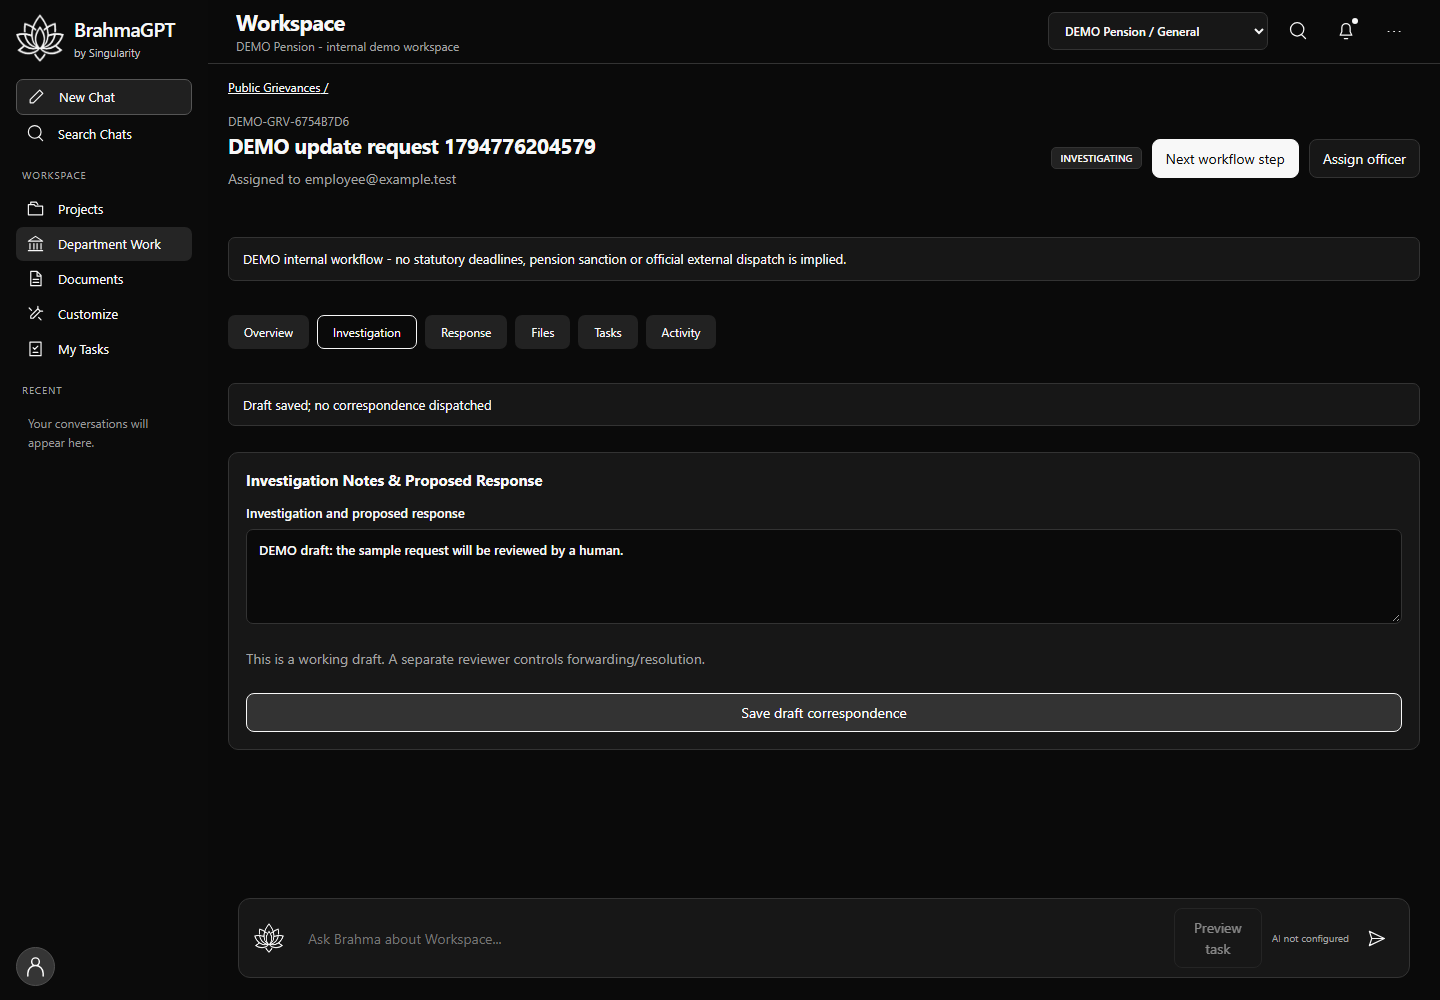 BrahmaGPT
by Singularity
New Chat
Search Chats
WORKSPACE
Projects
Department Work
Documents
Customize
My Tasks
RECENT
Your conversations will
appear here.
Workspace
DEMO Pension - internal demo workspace
DEMO Pension / General
...
Public Grievances /
DEMO-GRV-6754B7D6
DEMO update request 1794776204579
Assigned to employee@example.test
INVESTIGATING
Next workflow step
Assign officer
DEMO internal workflow - no statutory deadlines, pension sanction or official external dispatch is implied.
Overview
Investigation
Response
Files
Tasks
Activity
Draft saved; no correspondence dispatched
Investigation Notes & Proposed Response
Investigation and proposed response
DEMO draft: the sample request will be reviewed by a human.
This is a working draft. A separate reviewer controls forwarding/resolution.
Save draft correspondence
Ask Brahma about Workspace...
Preview
task
AI not configured